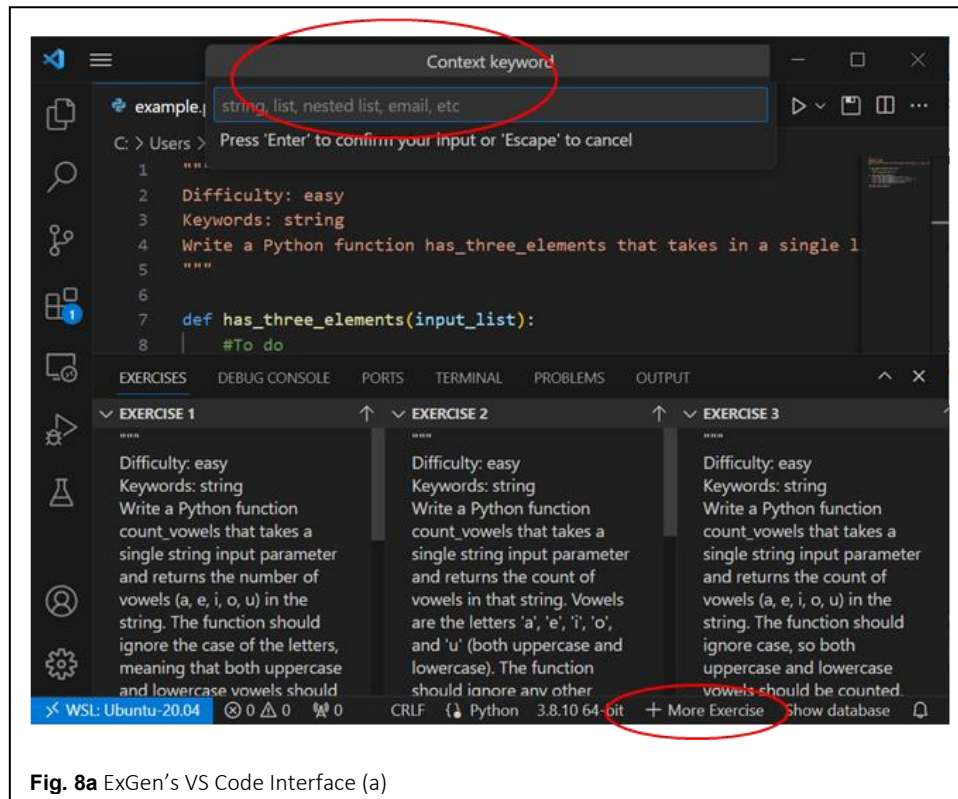 Context keyword
example.p
string, list, nested list, email, etc
C: > Users >
Press 'Enter' to confirm your input or 'Escape' to cancel
1 """
2 Difficulty: easy
3 Keywords: string
4 Write a Python function has_three_elements that takes in a single l
5 """
6
7 def has_three_elements(input_list):
8 #To do
1
EXERCISES DEBUG CONSOLE PORTS TERMINAL PROBLEMS OUTPUT
EXERCISE 1
"""
Difficulty: easy
Keywords: string
Write a Python function
count_vowels that takes a
single string input parameter
and returns the number of
vowels (a, e, i, o, u) in the
string. The function should
ignore the case of the letters,
meaning that both uppercase
and lowercase vowels should
EXERCISE 2
"""
Difficulty: easy
Keywords: string
Write a Python function
count_vowels that takes a
single string input parameter
and returns the count of
vowels in that string. Vowels
are the letters 'a', 'e', 'i', 'o',
and 'u' (both uppercase and
lowercase). The function
should ignore any other
EXERCISE 3
"""
Difficulty: easy
Keywords: string
Write a Python function
count_vowels that takes a
single string input parameter
and returns the count of
vowels (a, e, i, o, u) in the
string. The function should
ignore case, so both
uppercase and lowercase
vowels should be counted.
WSL: Ubuntu-20.04 0 0 0 CRLF Python 3.8.10 64-bit + More Exercise Show database
Fig. 8a ExGen's VS Code Interface (a)